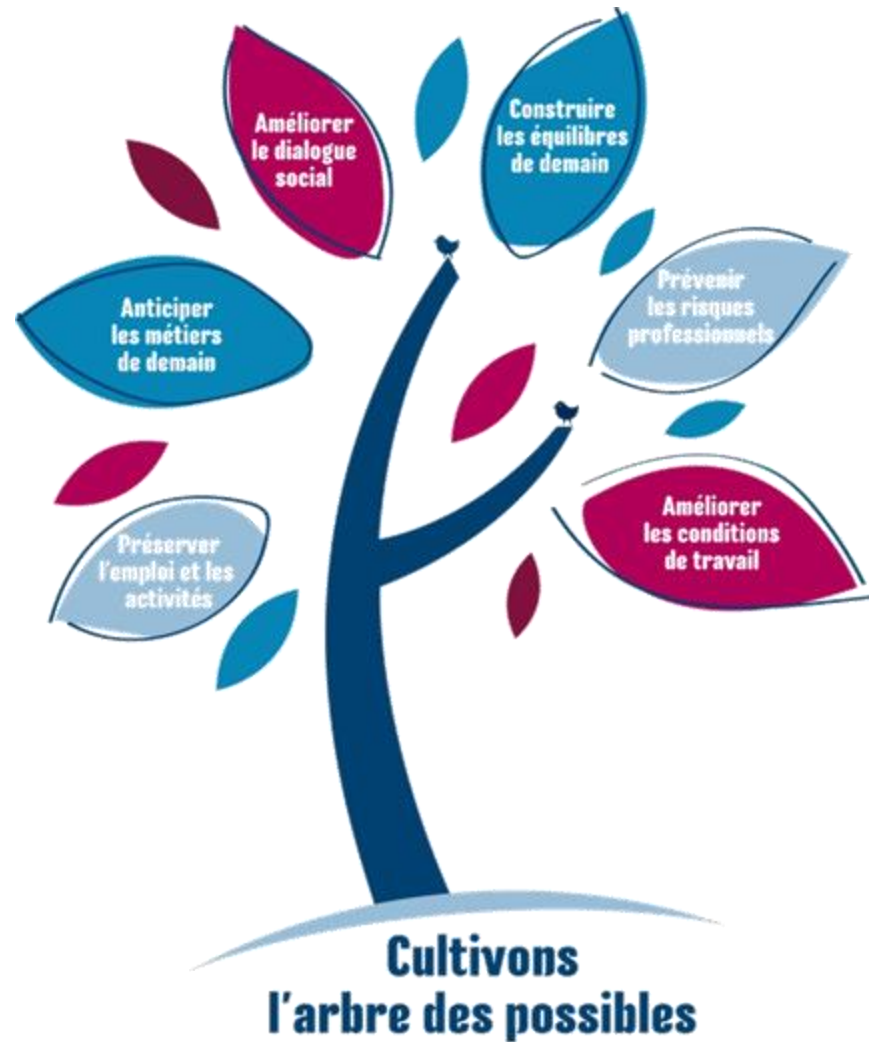 Améliorer
le dialogue
social
Construire
les équilibres
de demain
Prévenir
les risques
professionnels
Anticiper
les métiers
de demain
Améliorer
les conditions
de travail
Préserver
l'emploi et les
activités
Cultivons
l'arbre des possibles